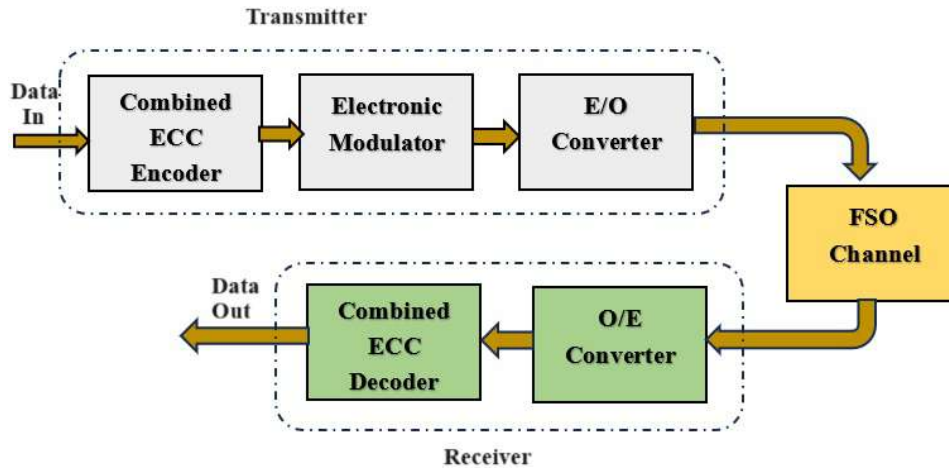 Transmitter
Data
In
Combined
ECC
Encoder
Electronic
Modulator
E/O
Converter
FSO
Channel
Data
Out
Combined
ECC
Decoder
O/E
Converter
Receiver